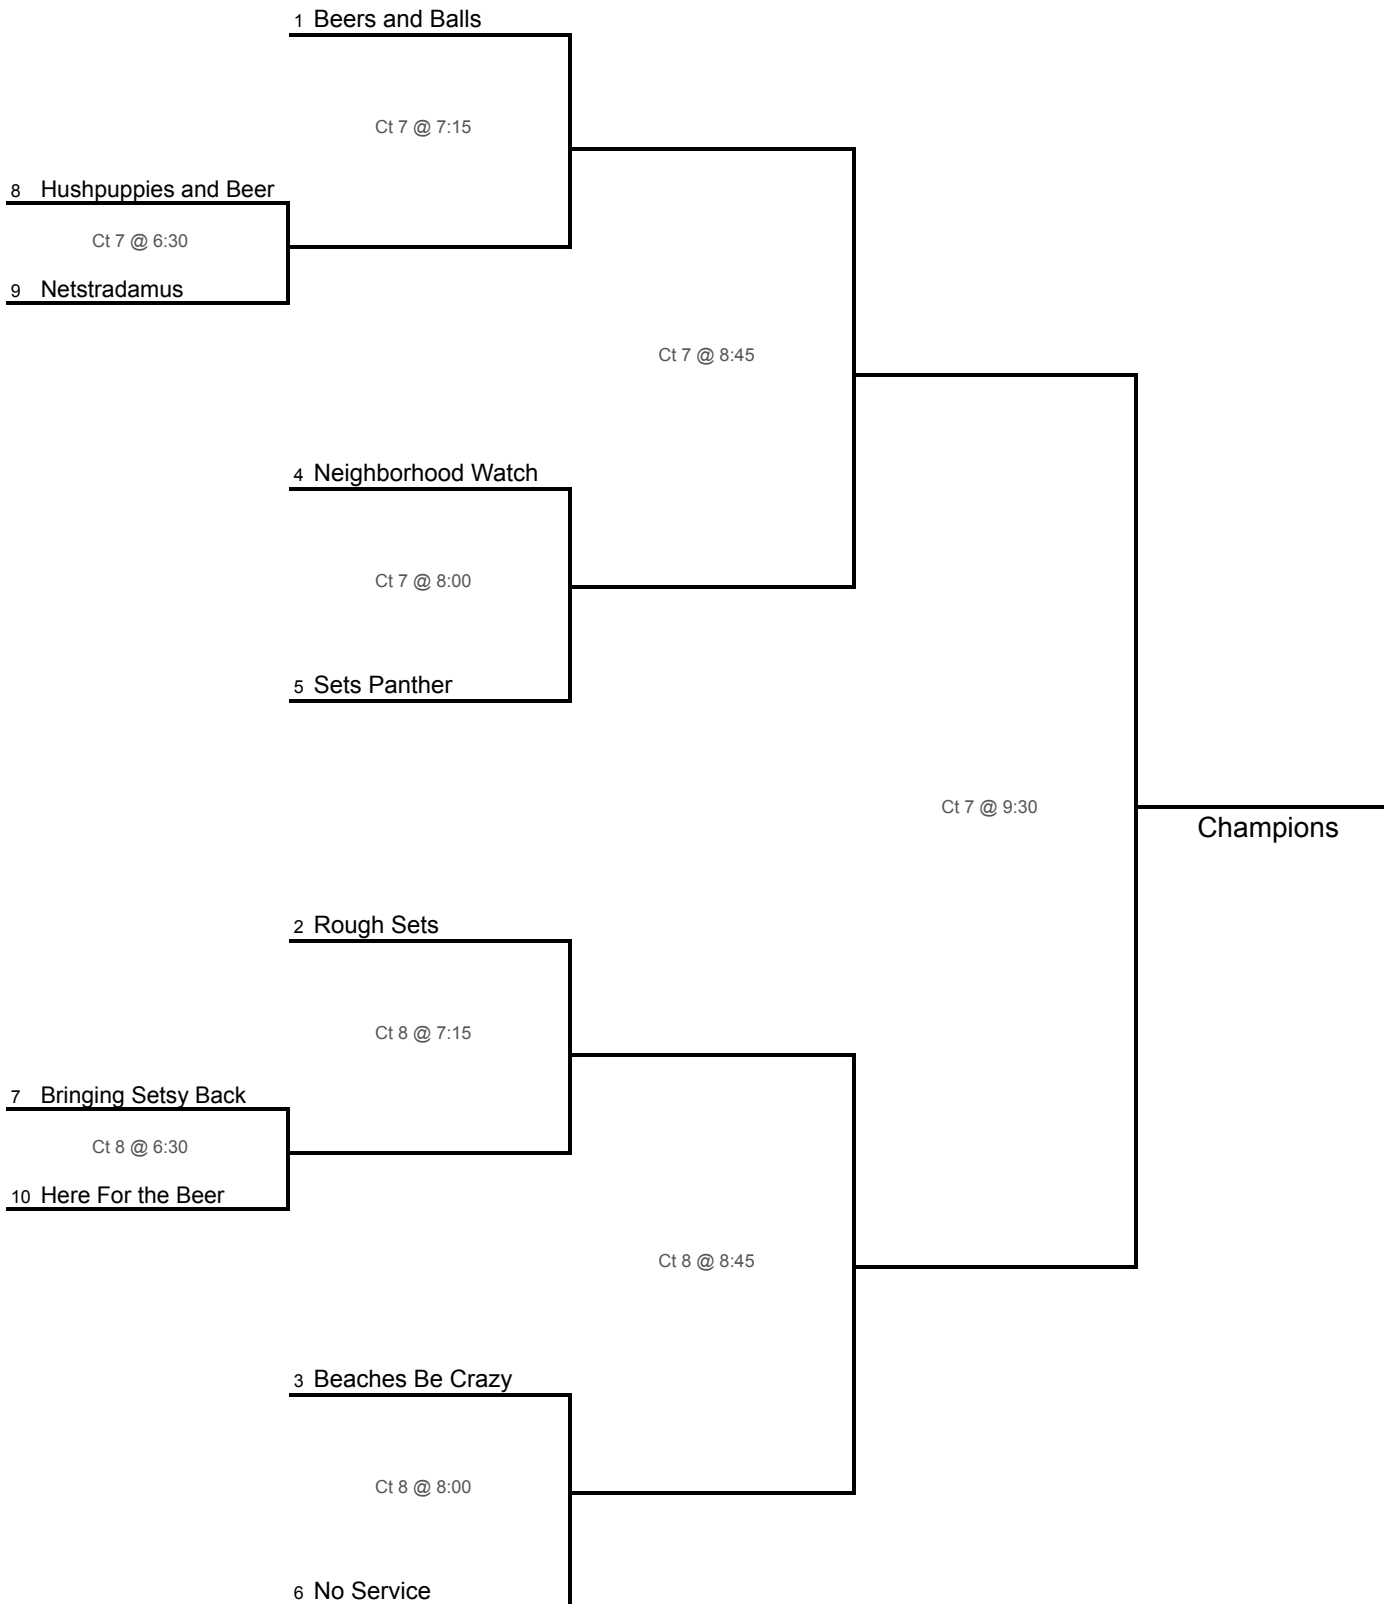 1 Beers and Balls
Ct 7 @ 7:15
8 Hushpuppies and Beer
Ct 7 @ 6:30
9 Netstradamus
Ct 7 @ 8:45
4 Neighborhood Watch
Ct 7 @ 8:00
5 Sets Panther
Ct 7 @ 9:30
Champions
2 Rough Sets
Ct 8 @ 7:15
7 Bringing Setsy Back
Ct 8 @ 6:30
10 Here For the Beer
Ct 8 @ 8:45
3 Beaches Be Crazy
Ct 8 @ 8:00
6 No Service